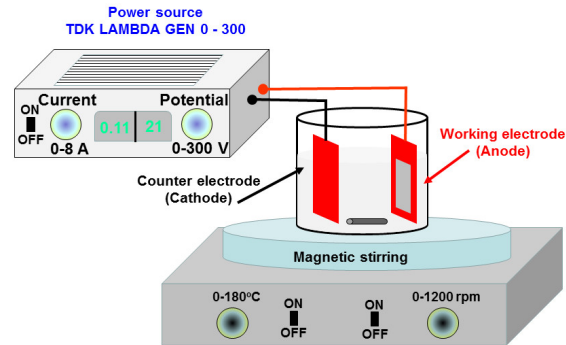 Power source
TDK LAMBDA GEN 0 - 300
Current
Potential
ON
OFF
0.11
21
0-8 A
0-300 V
Working electrode
(Anode)
Counter electrode
(Cathode)
Magnetic stirring
0-180°C
ON
OFF
ON
OFF
0-1200 rpm